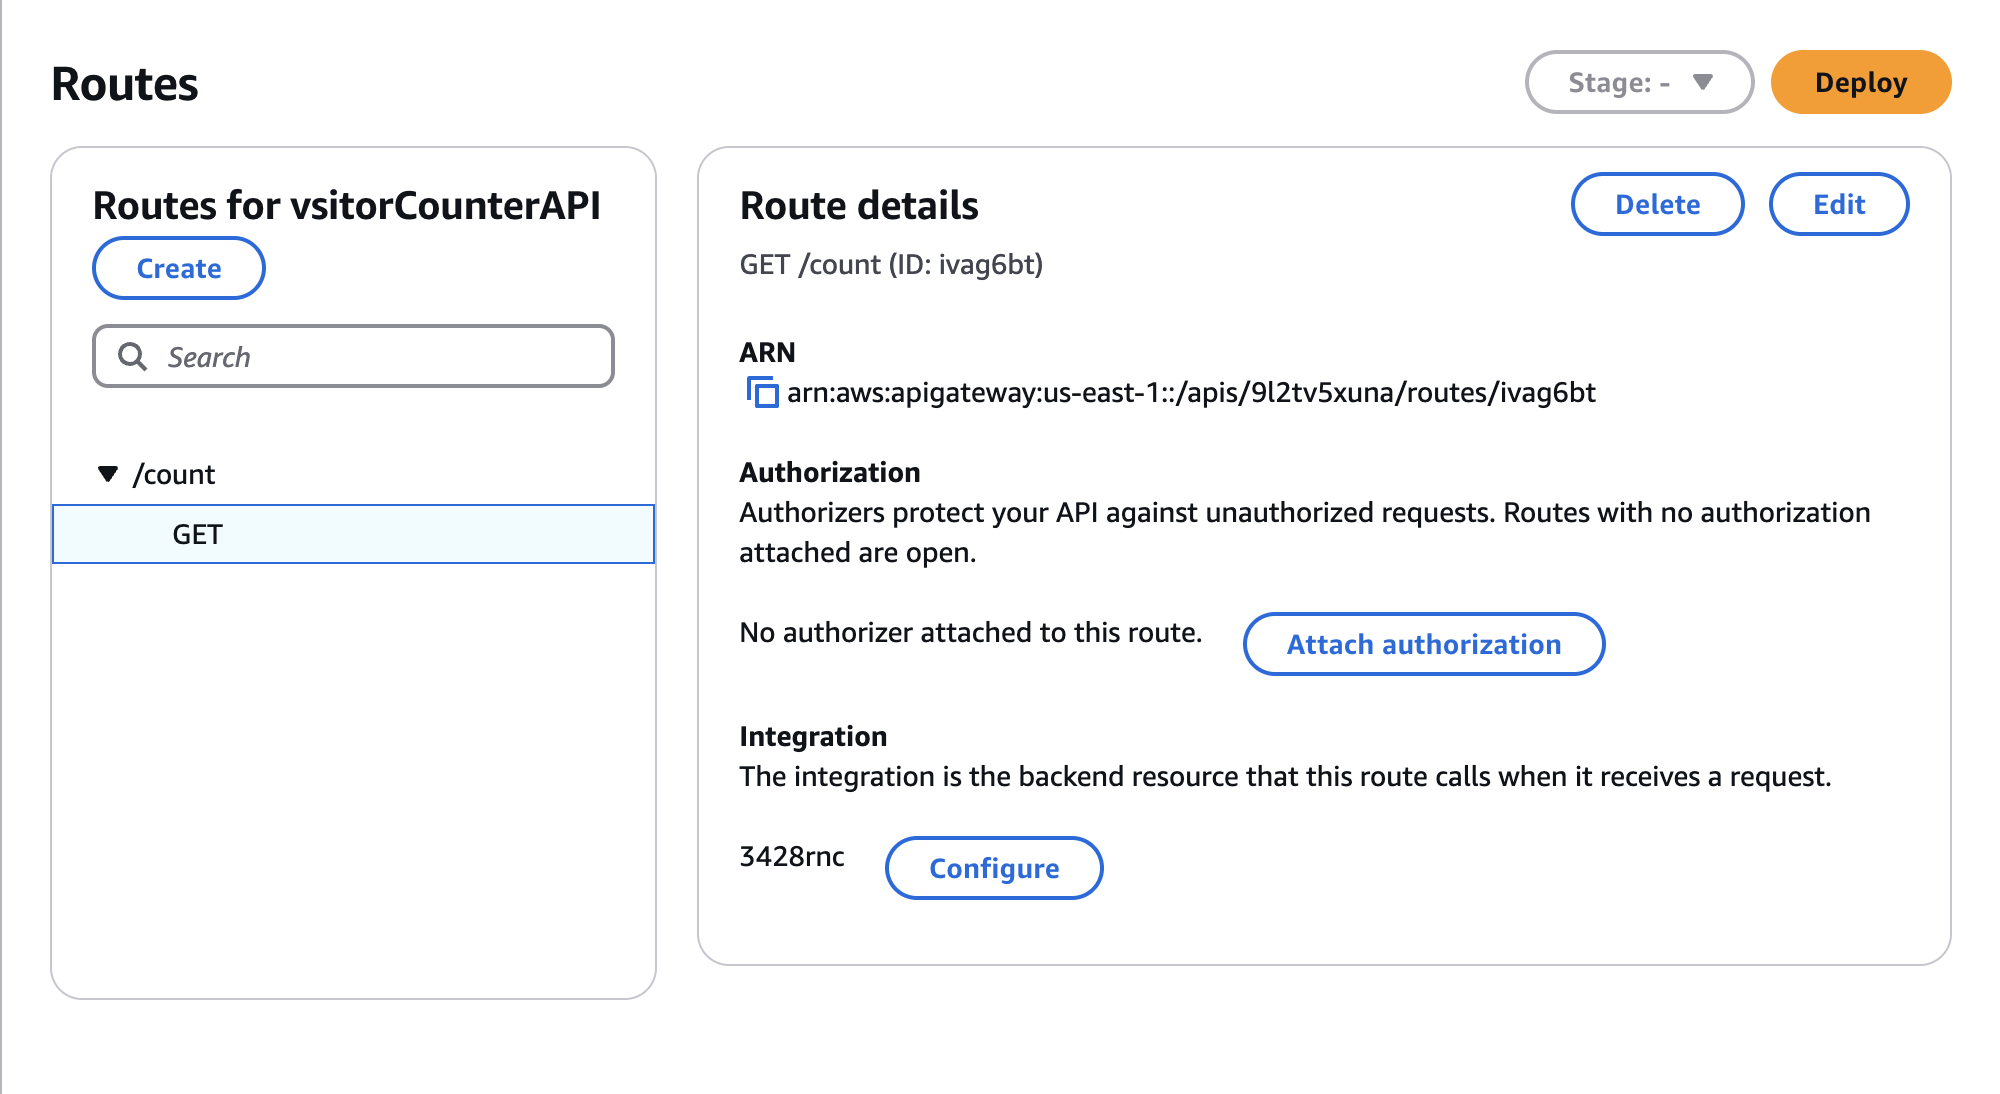 Routes
Stage: -
Deploy
Routes for vsitorCounterAPI
Create
Search
/count
GET
Route details
Delete
Edit
GET /count (ID: ivag6bt)
ARN
arn:aws:apigateway:us-east-1::/apis/9l2tv5xuna/routes/ivag6bt
Authorization
Authorizers protect your API against unauthorized requests. Routes with no authorization
attached are open.
No authorizer attached to this route.
Attach authorization
Integration
The integration is the backend resource that this route calls when it receives a request.
3428rnc
Configure